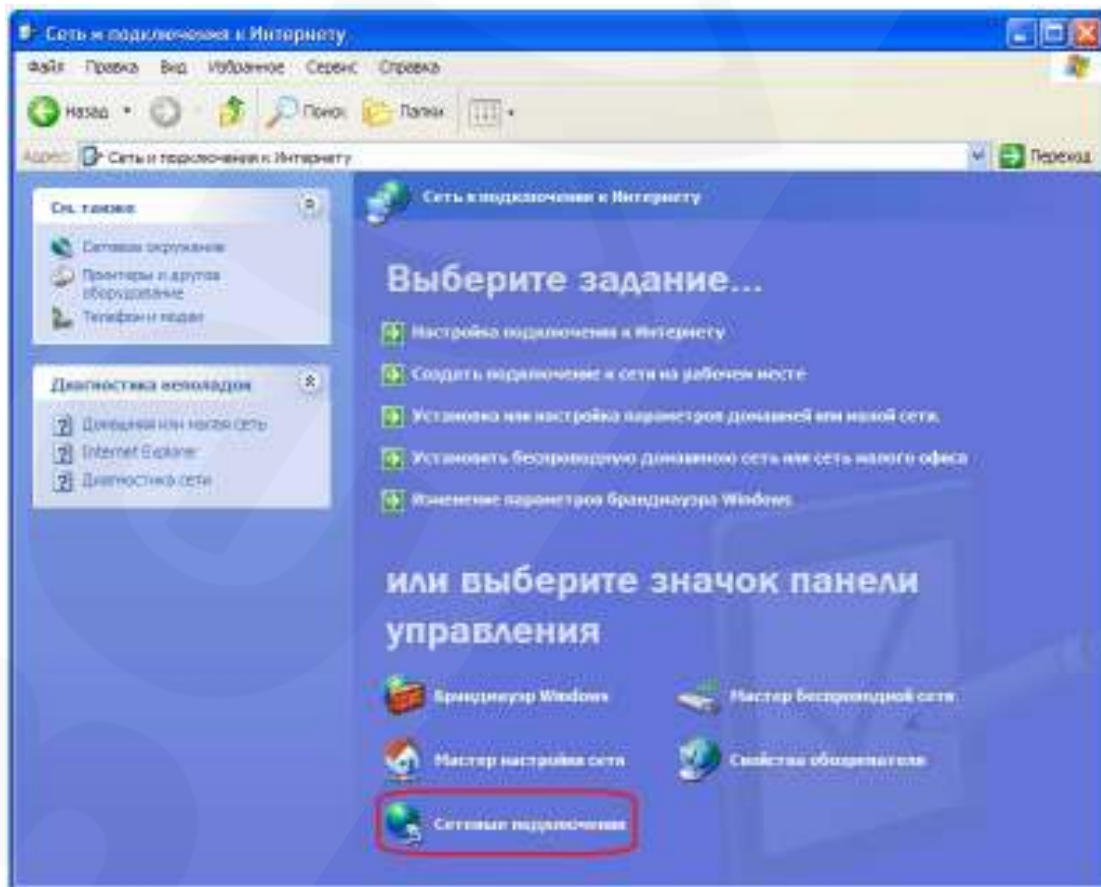 Сеть и подключения к Интернету
Файл Правка Вид Избранное Сервис Справка
Назад Поиск Папки
Адрес: Сеть и подключения к Интернету Переход
См. также
Сетевое окружение
Принтеры и другое
оборудование
Телефон и модем
Диагностика неполадок
Домашняя или малая сеть
Internet Explorer
Диагностика сети
Сеть и подключения к Интернету
Выберите задание...
Настройка подключения к Интернету
Создать подключение к сети на рабочем месте
Установка или настройка параметров домашней или малой сети.
Установить беспроводную домашнюю сеть или сеть малого офиса
Изменение параметров брандмауэра Windows
или выберите значок панели
управления
Брандмауэр Windows
Мастер беспроводной сети
Мастер настройки сети
Свойства обозревателя
Сетевые подключения